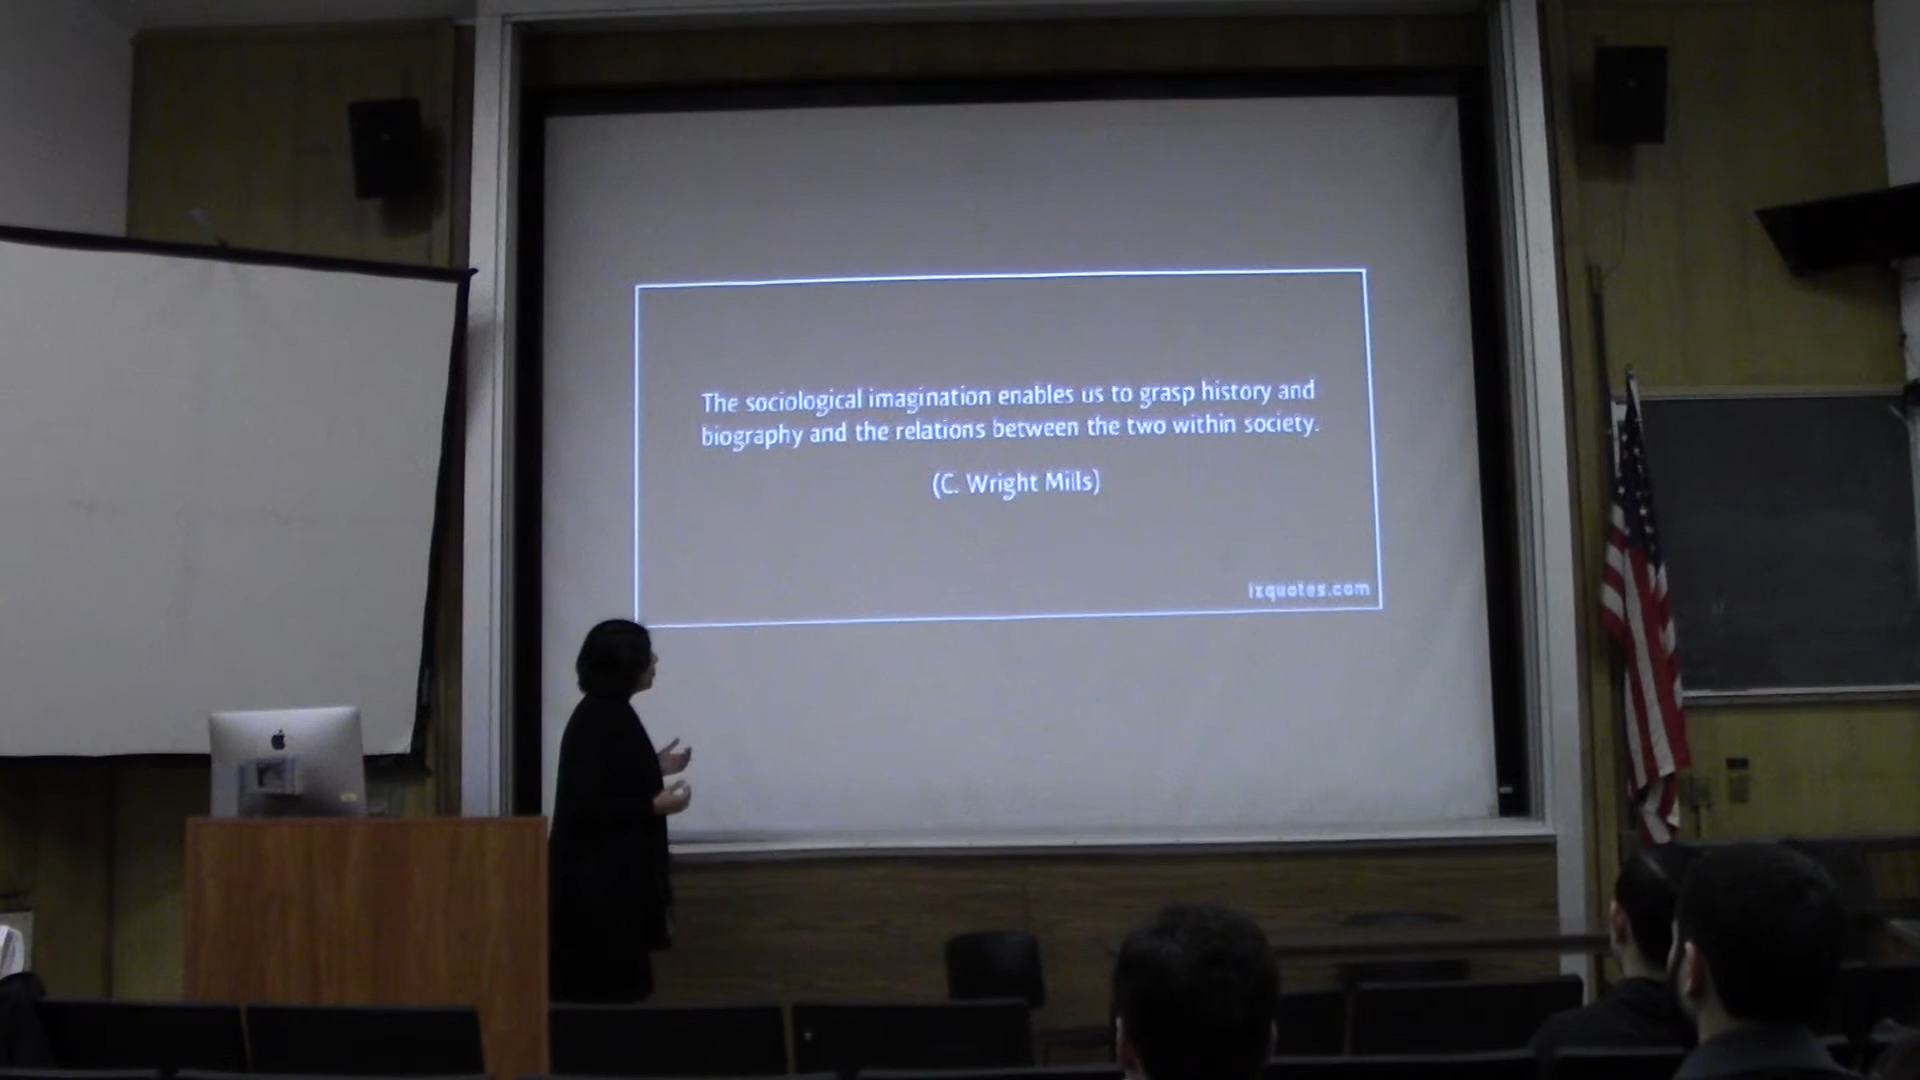 The sociological imagination enables us to grasp history and
biography and the relations between the two within society.
(C. Wright Mills)
izquotes.com